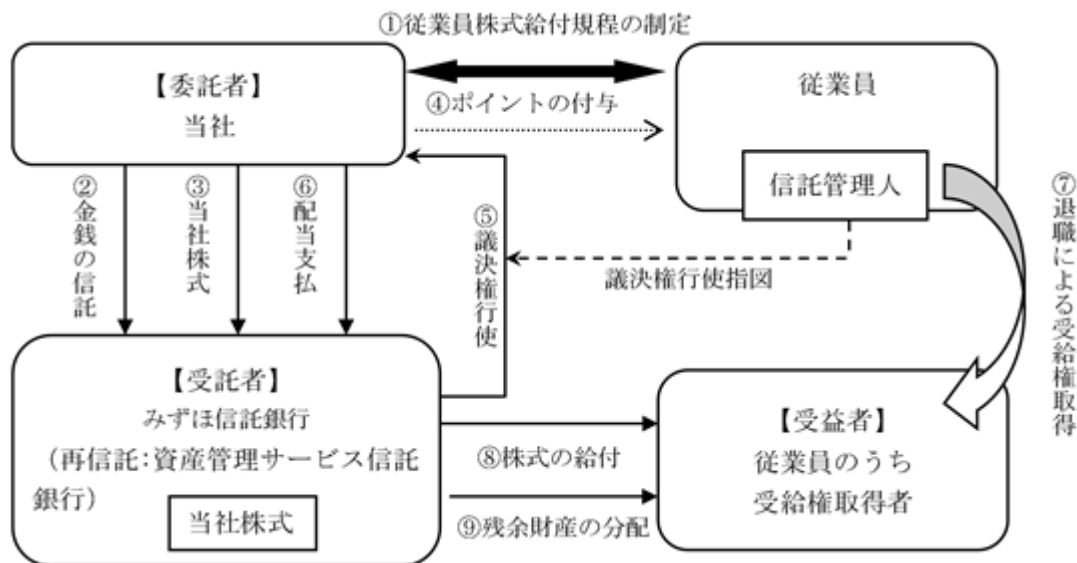 ①従業員株式給付規程の制定
【委託者】
当社
従業員
④ポイントの付与
信託管理人
②金銭の信託
③当社株式
⑥配当支払
⑤議決権行使
議決権行使指図
⑦退職による受給権取得
【受託者】
みずほ信託銀行
（再信託：資産管理サービス信託
銀行）
当社株式
⑧株式の給付
⑨残余財産の分配
【受益者】
従業員のうち
受給権取得者